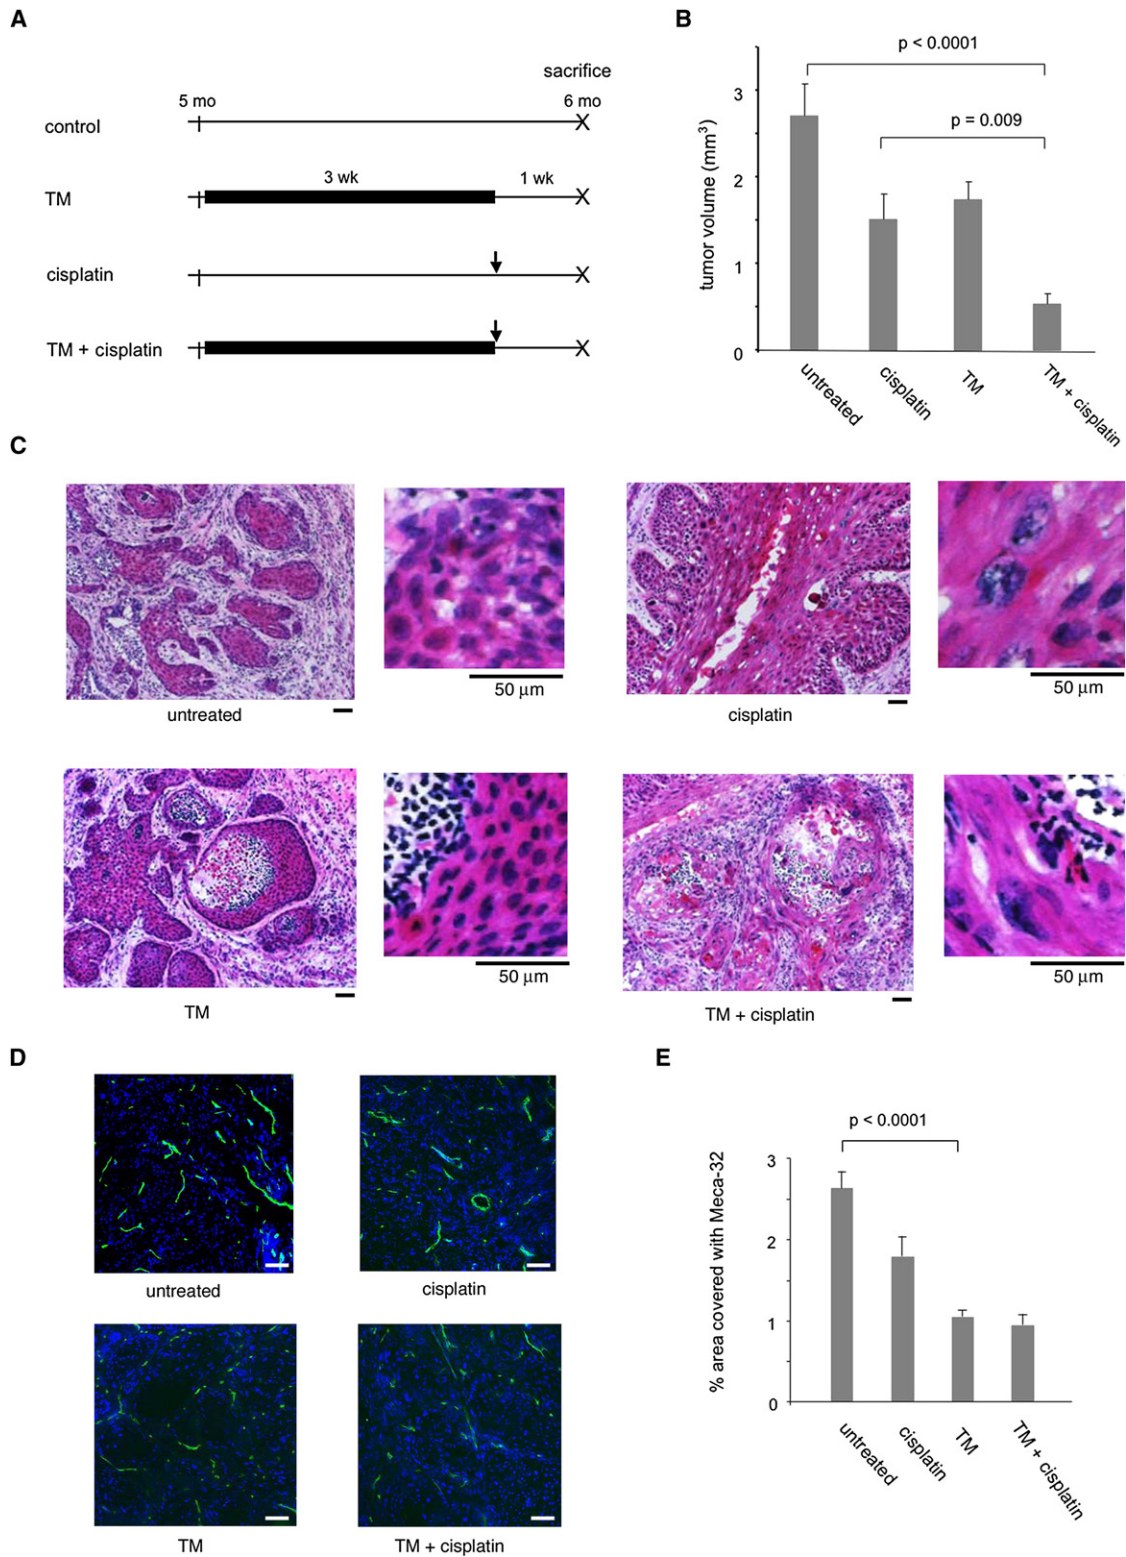 A
sacrifice
5 mo
6 mo
control
3 wk
1 wk
TM
cisplatin
TM + cisplatin
B
p < 0.0001
p = 0.009
tumor volume (mm³)
3
2
1
0
untreated
cisplatin
TM
TM + cisplatin
C
50 μm
50 μm
untreated
cisplatin
50 μm
50 μm
TM
TM + cisplatin
D
untreated
cisplatin
TM
TM + cisplatin
E
p < 0.0001
% area covered with Meca-32
3
2
1
0
untreated
cisplatin
TM
TM + cisplatin